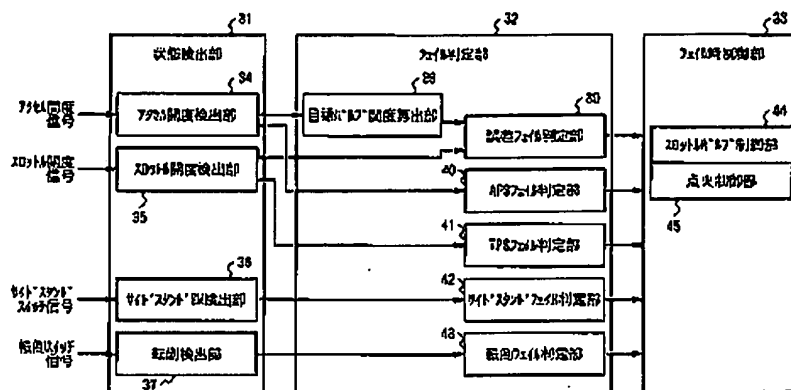 31
状態検出部
32
フェイル判定部
33
フェイル時制御部
アクセル開度
信号
34
アクセル開度検出部
目標バルブ開度算出部
フェイル判定部
44
スロットルバルブ制御部
点火制御部
45
スロットル開度
信号
スロットル開度検出部
35
40
APSフェイル判定部
41
TPSフェイル判定部
サイドスタンド
スイッチ信号
36
サイドスタンド検出部
42
サイドスタンドフェイル判定部
転倒スイッチ
信号
転倒検出部
37
43
転倒フェイル判定部